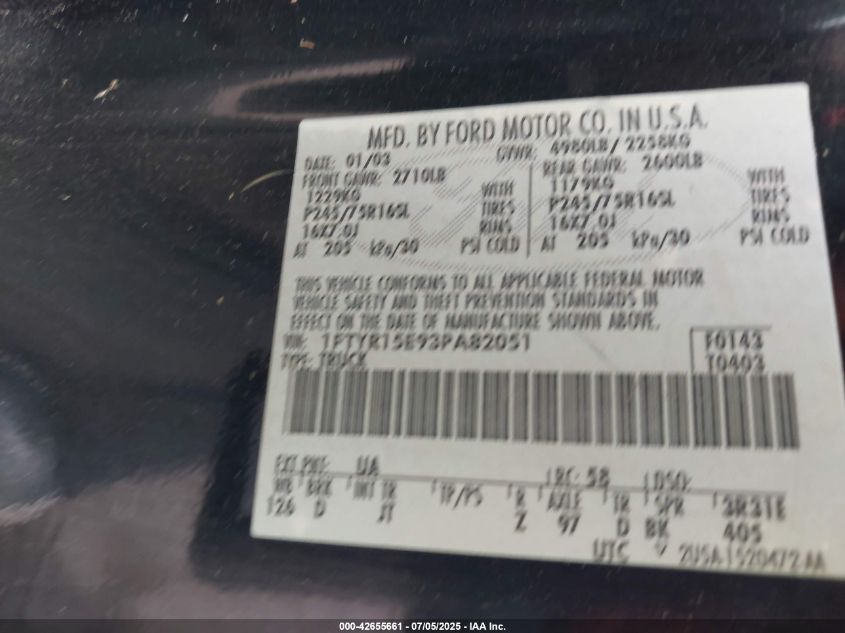 MFD. BY FORD MOTOR CO. IN U.S.A.
DATE: 01/03 GVWR: 4980LB/ 2258KG
FRONT GAWR: 2710LB REAR GAWR: 2600LB
1229KG WITH 1179KG WITH
P245/75R16SL TIRES P245/75R16SL TIRES
16X7.0J RIMS 16X7.0J RIMS
AT 205 kPa/30 PSI COLD AT 205 kPa/30 PSI COLD
THIS VEHICLE CONFORMS TO ALL APPLICABLE FEDERAL MOTOR
VEHICLE SAFETY AND THEFT PREVENTION STANDARDS IN
EFFECT ON THE DATE OF MANUFACTURE SHOWN ABOVE.
VIN: 1FTYR15E93PA82051 F0143
TYPE: TRUCK T0403
EXT PNT: UA RC: 58 DSO:
WB BRK INT TR TP/PS R AXLE TR SPR 3R31E
126 D JT Z 97 D BK 405
UTC 2U5A-1520472-AA
000-42655661 - 07/05/2025 - IAA Inc.